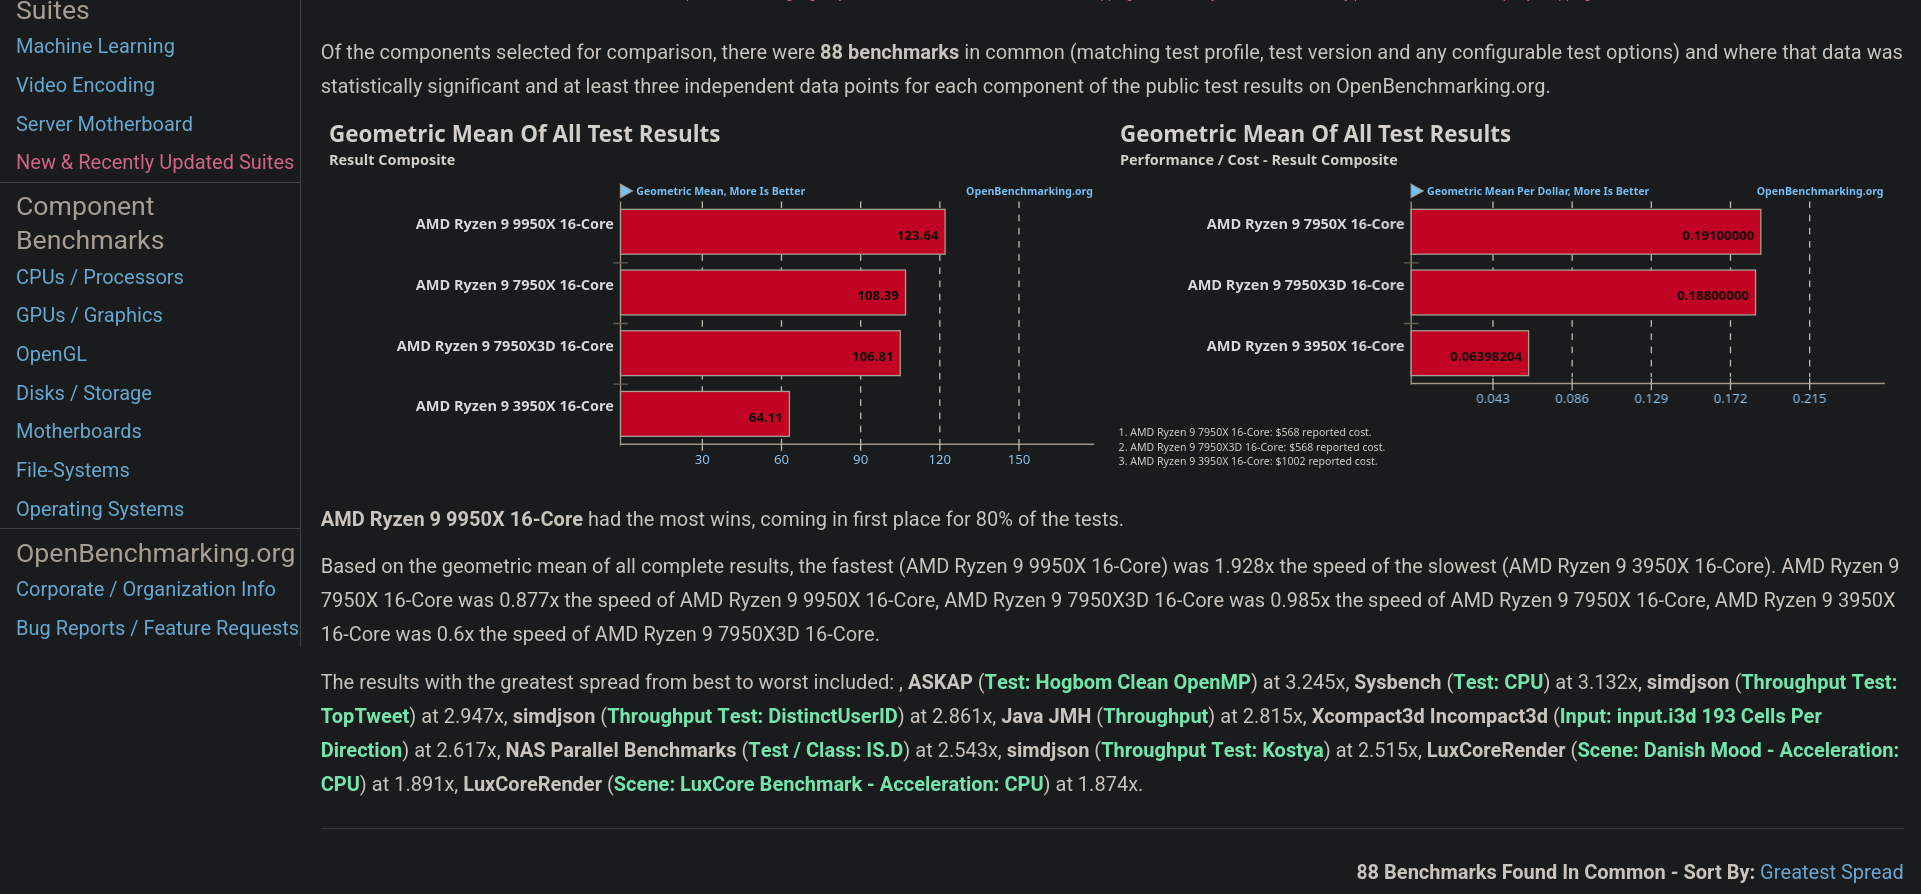 Suites
Machine Learning
Video Encoding
Server Motherboard
New & Recently Updated Suites
Component
Benchmarks
CPUs / Processors
GPUs / Graphics
OpenGL
Disks / Storage
Motherboards
File-Systems
Operating Systems
OpenBenchmarking.org
Corporate / Organization Info
Bug Reports / Feature Requests
Of the components selected for comparison, there were 88 benchmarks in common (matching test profile, test version and any configurable test options) and where that data was
statistically significant and at least three independent data points for each component of the public test results on OpenBenchmarking.org.
Geometric Mean Of All Test Results
Result Composite
Geometric Mean, More Is Better
OpenBenchmarking.org
AMD Ryzen 9 9950X 16-Core
123.64
AMD Ryzen 9 7950X 16-Core
108.39
AMD Ryzen 9 7950X3D 16-Core
106.81
AMD Ryzen 9 3950X 16-Core
64.11
30 60 90 120 150
Geometric Mean Of All Test Results
Performance / Cost - Result Composite
Geometric Mean Per Dollar, More Is Better
OpenBenchmarking.org
AMD Ryzen 9 7950X 16-Core
0.19100000
AMD Ryzen 9 7950X3D 16-Core
0.18800000
AMD Ryzen 9 3950X 16-Core
0.06398204
0.043 0.086 0.129 0.172 0.215
1. AMD Ryzen 9 7950X 16-Core: $568 reported cost.
2. AMD Ryzen 9 7950X3D 16-Core: $568 reported cost.
3. AMD Ryzen 9 3950X 16-Core: $1002 reported cost.
AMD Ryzen 9 9950X 16-Core had the most wins, coming in first place for 80% of the tests.
Based on the geometric mean of all complete results, the fastest (AMD Ryzen 9 9950X 16-Core) was 1.928x the speed of the slowest (AMD Ryzen 9 3950X 16-Core). AMD Ryzen 9
7950X 16-Core was 0.877x the speed of AMD Ryzen 9 9950X 16-Core, AMD Ryzen 9 7950X3D 16-Core was 0.985x the speed of AMD Ryzen 9 7950X 16-Core, AMD Ryzen 9 3950X
16-Core was 0.6x the speed of AMD Ryzen 9 7950X3D 16-Core.
The results with the greatest spread from best to worst included: , ASKAP (Test: Hogbom Clean OpenMP) at 3.245x, Sysbench (Test: CPU) at 3.132x, simdjson (Throughput Test:
TopTweet) at 2.947x, simdjson (Throughput Test: DistinctUserID) at 2.861x, Java JMH (Throughput) at 2.815x, Xcompact3d Incompact3d (Input: input.i3d 193 Cells Per
Direction) at 2.617x, NAS Parallel Benchmarks (Test / Class: IS.D) at 2.543x, simdjson (Throughput Test: Kostya) at 2.515x, LuxCoreRender (Scene: Danish Mood - Acceleration:
CPU) at 1.891x, LuxCoreRender (Scene: LuxCore Benchmark - Acceleration: CPU) at 1.874x.
88 Benchmarks Found In Common - Sort By: Greatest Spread